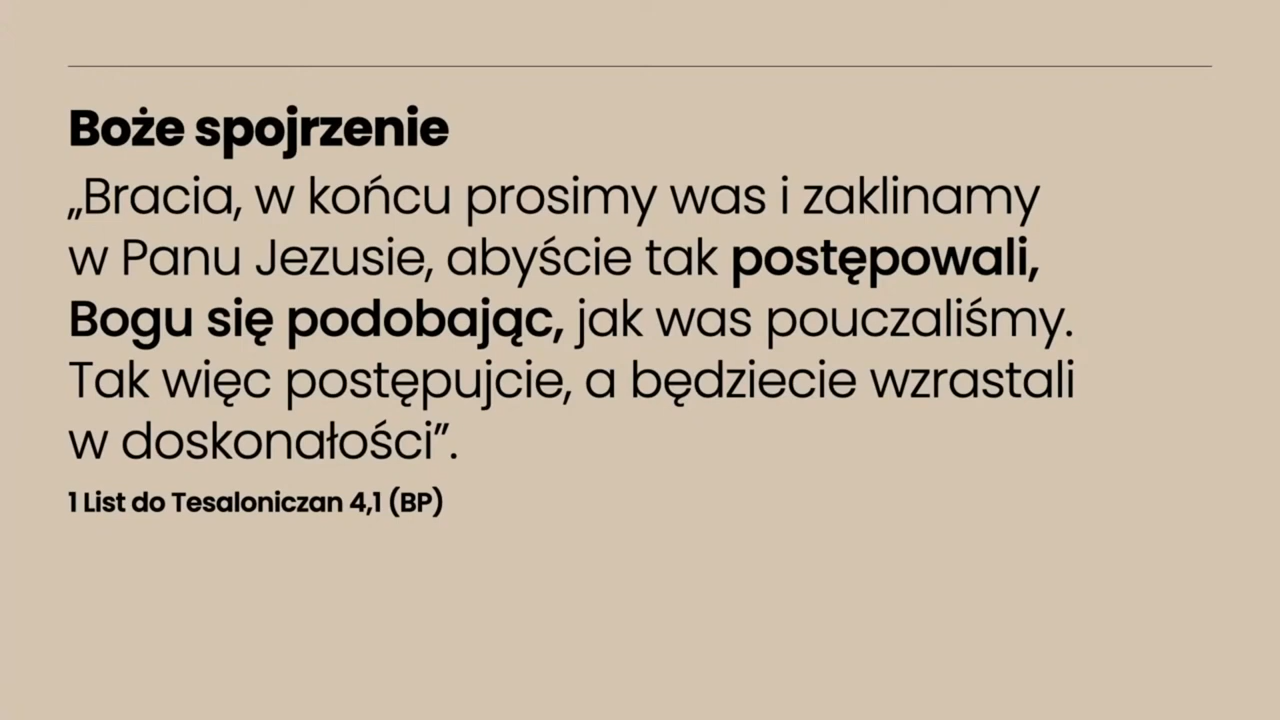 Boże spojrzenie
„Bracia, w końcu prosimy was i zaklinamy
w Panu Jezusie, abyście tak postępowali,
Bogu się podobając, jak was pouczaliśmy.
Tak więc postępujcie, a będziecie wzrastali
w doskonałości”.
1 List do Tesaloniczan 4,1 (BP)